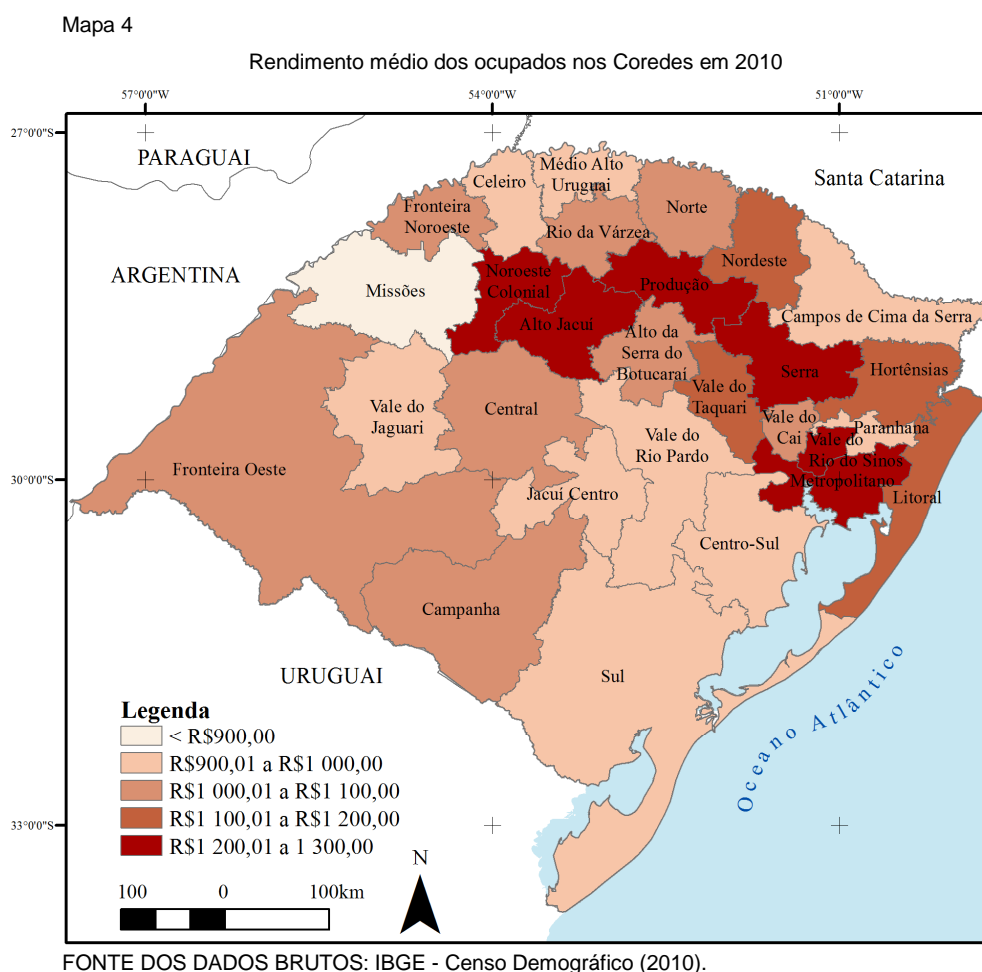 Mapa 4
Rendimento médio dos ocupados nos Coredes em 2010
57°0'0"W
54°0'0"W
51°0'0"W
27°0'0"S
PARAGUAI
Médio Alto
Uruguai
Celeiro
Santa Catarina
Fronteira
Noroeste
Norte
Rio da Várzea
Nordeste
ARGENTINA
Missões
Noroeste
Colonial
Produção
Alto Jacui
Campos de Cima da Serra
Alto da
Serra do
Botucaraí
Serra
Hortênsias
Vale do
Taquari
Vale do
Jaguari
Central
Vale do
Cai
Paranhana
Vale do
Rio do Sinos
Vale do
Rio Pardo
Fronteira Oeste
30°0'0"S
Metropolitano
Jacuí Centro
Litoral
Centro-Sul
Campanha
URUGUAI
Sul
Oceano Atlântico
Legenda
< R$900,00
R$900,01 a R$1 000,00
R$1 000,01 a R$1 100,00
R$1 100,01 a R$1 200,00
33°0'0"S
R$1 200,01 a 1 300,00
N
100 0 100km
FONTE DOS DADOS BRUTOS: IBGE - Censo Demográfico (2010).